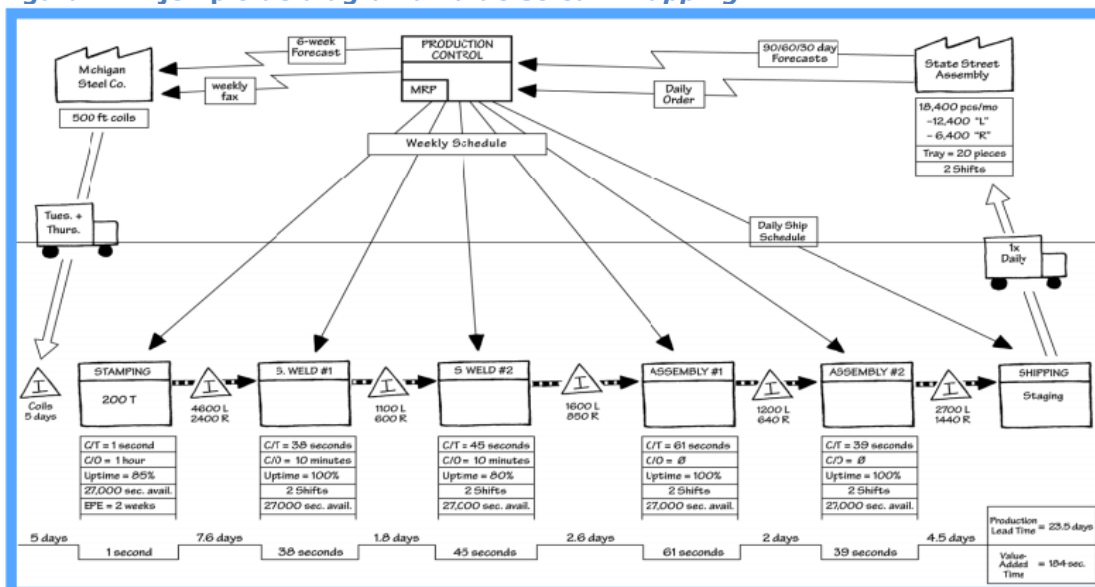 6-week
Forecast
PRODUCTION
CONTROL
90/60/30 day
Forecasts
Mchigan
Steel Co.
State Street
Assembly
weekly
fax
MRP
Daily
Order
500 ft coils
18,400 pcs/mo
-12,400 "L"
- 6,400 "R"
Tray = 20 pieces
2 Shifts
Weekly Schedule
Tues. +
Thurs.
Daily Ship
Schedule
1x
Daily
STAMPING
200 T
S. WELD #1
S WELD #2
ASSEMBLY #1
ASSEMBLY #2
SHIPPING
Staging
I
Coils
5 days
I
4600 L
2400 R
I
1100 L
600 R
I
1600 L
850 R
I
1200 L
640 R
I
2700 L
1440 R
C/T = 1 second
C/O = 1 hour
Uptime = 85%
27,000 sec. avail.
EPE = 2 weeks
C/T = 38 seconds
C/O = 10 minutes
Uptime = 100%
2 Shifts
27000 sec. avail.
C/T = 45 seconds
C/O = 10 minutes
Uptime = 80%
2 Shifts
27,000 sec. avail.
C/T = 61 seconds
C/O = Ø
Uptime = 100%
2 Shifts
27,000 sec. avail.
C/T = 39 seconds
C/O = Ø
Uptime = 100%
2 Shifts
27,000 sec. avail.
5 days
1 second
7.6 days
38 seconds
1.8 days
45 seconds
2.6 days
61 seconds
2 days
39 seconds
4.5 days
Production
Lead Time = 23.5 days
Value-
Added
Time = 184 sec.